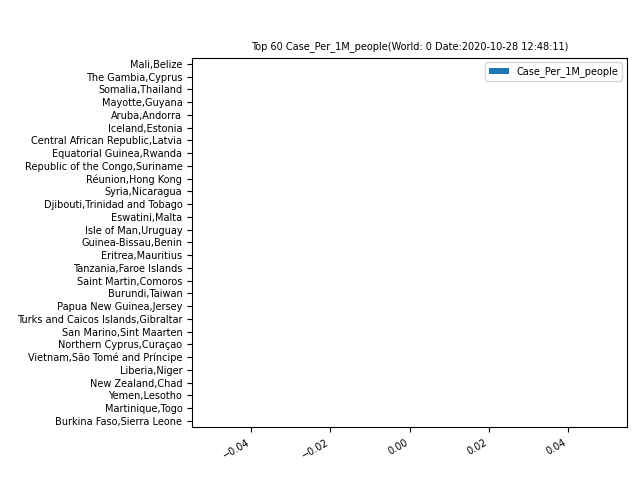 Top 60 Case_Per_1M_people(World: 0 Date:2020-10-28 12:48:11)
Case_Per_1M_people
Mali,Belize
The Gambia,Cyprus
Somalia,Thailand
Mayotte,Guyana
Aruba,Andorra
Iceland,Estonia
Central African Republic,Latvia
Equatorial Guinea,Rwanda
Republic of the Congo,Suriname
Réunion,Hong Kong
Syria,Nicaragua
Djibouti,Trinidad and Tobago
Eswatini,Malta
Isle of Man,Uruguay
Guinea-Bissau,Benin
Eritrea,Mauritius
Tanzania,Faroe Islands
Saint Martin,Comoros
Burundi,Taiwan
Papua New Guinea,Jersey
Turks and Caicos Islands,Gibraltar
San Marino,Sint Maarten
Northern Cyprus,Curaçao
Vietnam,São Tomé and Príncipe
Liberia,Niger
New Zealand,Chad
Yemen,Lesotho
Martinique,Togo
Burkina Faso,Sierra Leone
−0.04 −0.02 0.00 0.02 0.04